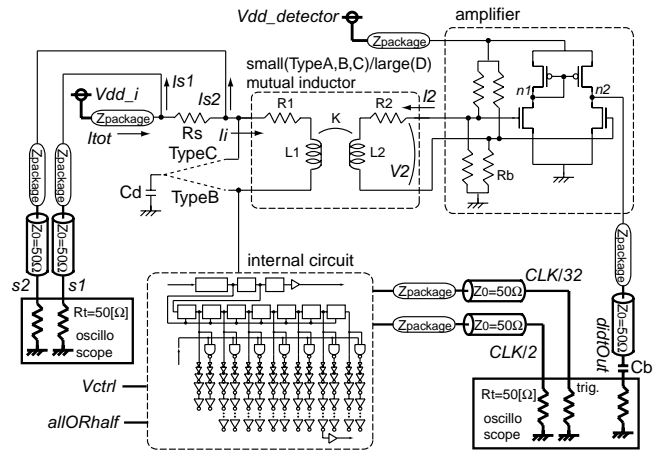 Vdd_detector
amplifier
Zpackage
Is1
small(TypeA,B,C)/large(D)
mutual inductor
Vdd_i
Is2
n1
n2
Zpackage
R1
K
R2
I2
Itot
Rs
Ii
Zpackage
Zpackage
TypeC
L1
L2
V2
Rb
Cd
TypeB
Z0=50Ω
Z0=50Ω
Zpackage
s2
s1
internal circuit
Zpackage
Z0=50Ω
CLK/32
Rt=50[Ω]
oscillo
scope
Zpackage
Z0=50Ω
CLK/2
Z0=50Ω
didtOut
Cb
Vctrl
trig.
Rt=50[Ω]
oscillo
scope
allORhalf